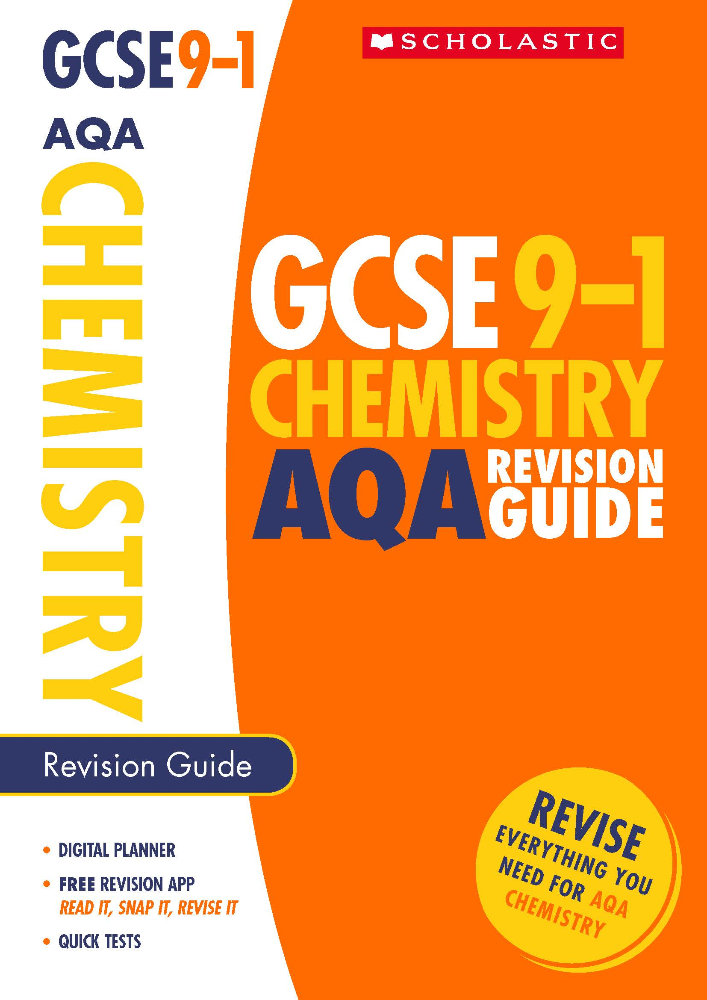 GCSE 9–1
AQA
CHEMISTRY
SCHOLASTIC
GCSE 9–1
CHEMISTRY
AQA REVISION
GUIDE
Revision Guide
• DIGITAL PLANNER
• FREE REVISION APP
READ IT, SNAP IT, REVISE IT
• QUICK TESTS
REVISE
EVERYTHING YOU
NEED FOR AQA
CHEMISTRY